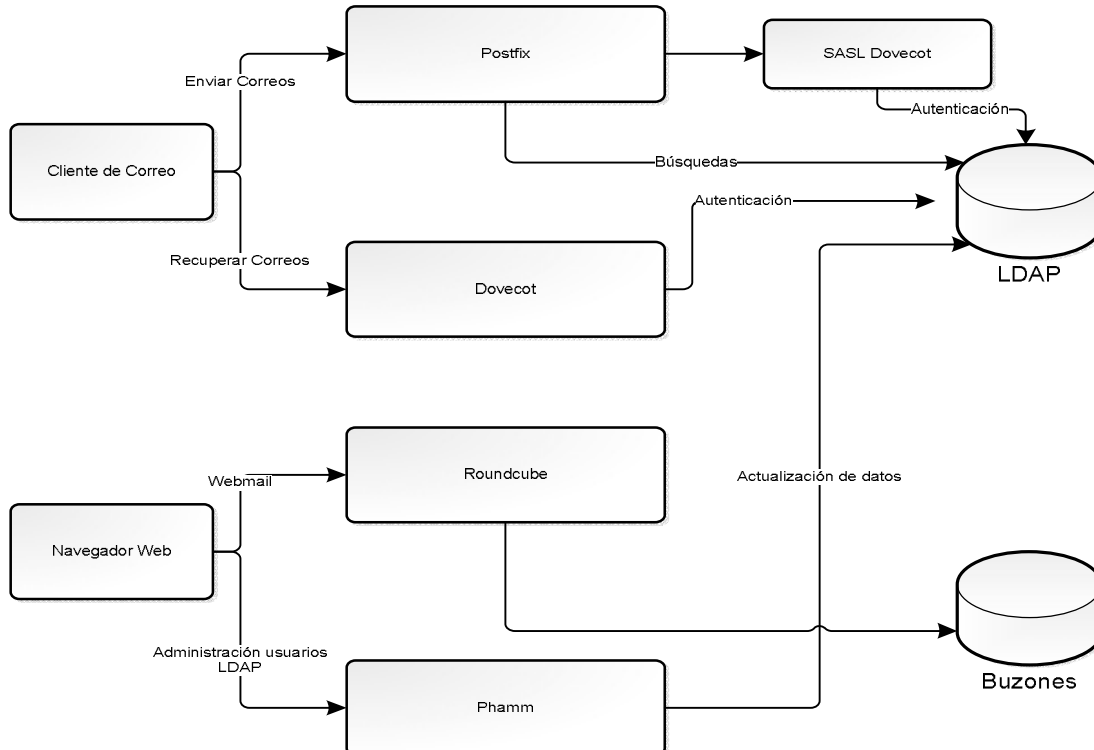 Postfix
SASL Dovecot
Enviar Correos
Autenticación
Cliente de Correo
Búsquedas
Autenticación
Recuperar Correos
LDAP
Dovecot
Roundcube
Webmail
Actualización de datos
Navegador Web
Administración usuarios
LDAP
Buzones
Phamm